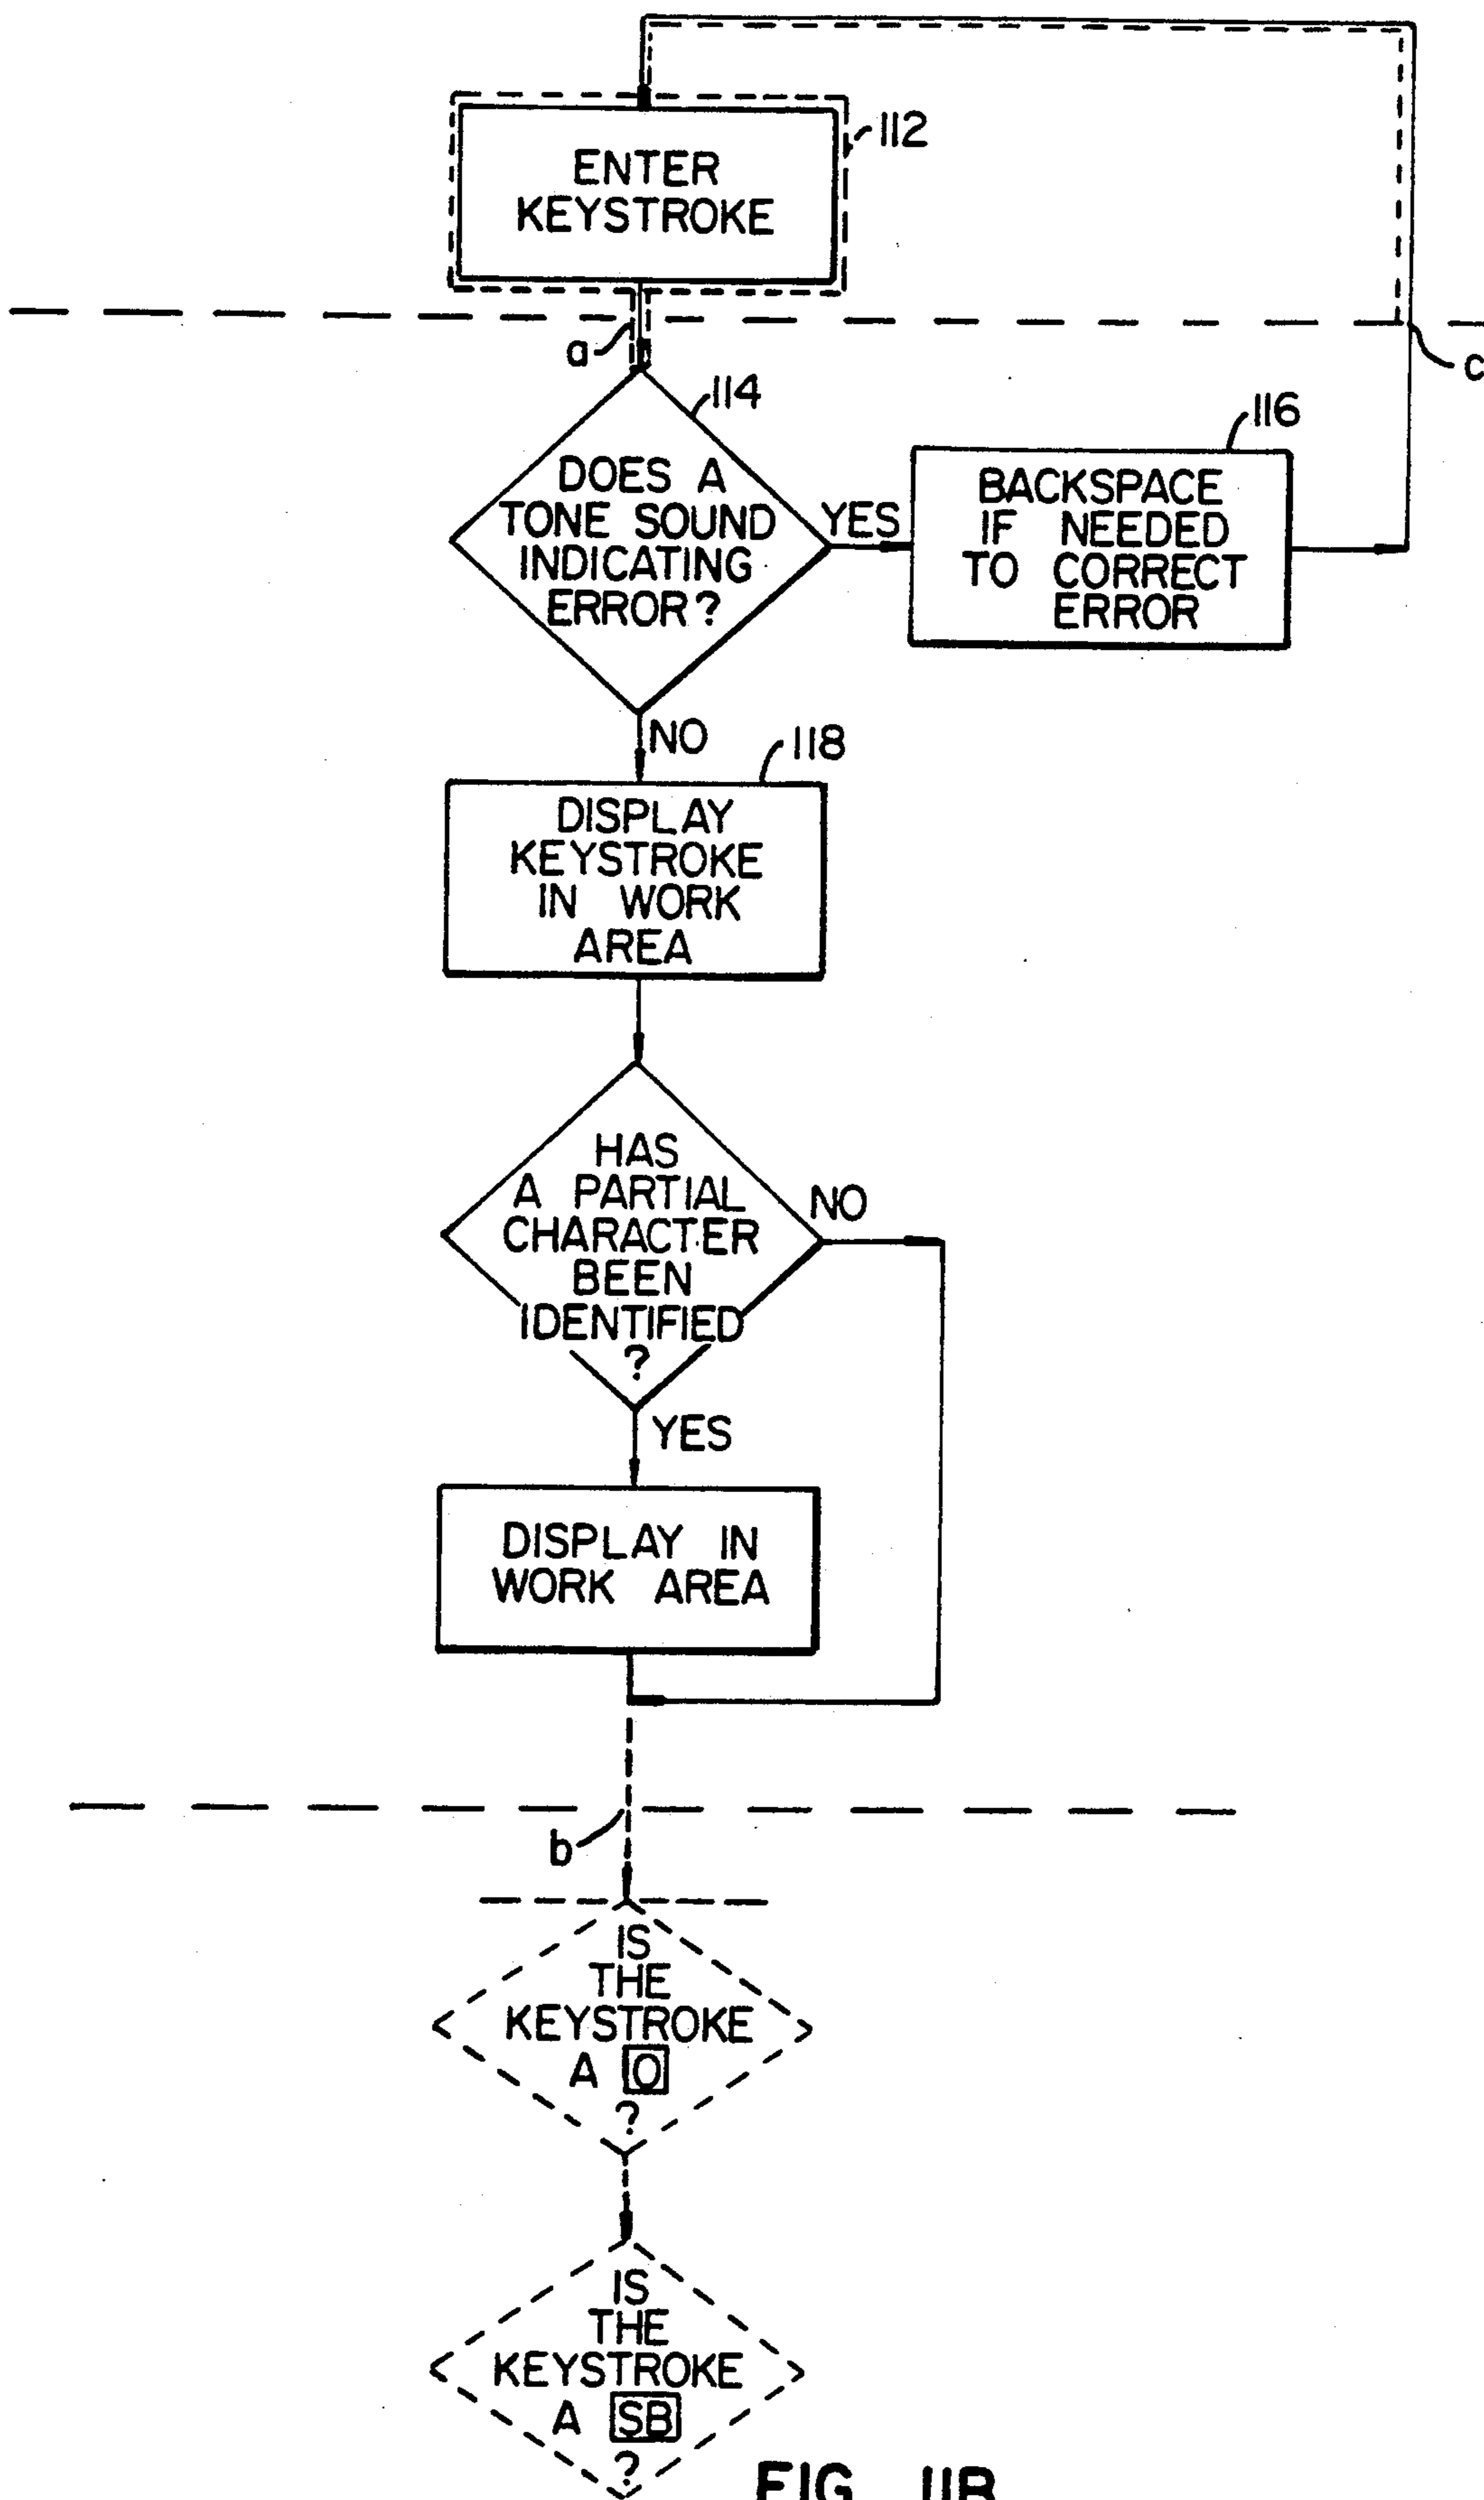 112
ENTER
KEYSTROKE
a
c
114
116
DOES A
TONE SOUND
INDICATING
ERROR?
YES
BACKSPACE
IF NEEDED
TO CORRECT
ERROR
NO
118
DISPLAY
KEYSTROKE
IN WORK
AREA
HAS
A PARTIAL
CHARACTER
BEEN
IDENTIFIED
?
NO
YES
DISPLAY IN
WORK AREA
b
IS
THE
KEYSTROKE
A O
?
IS
THE
KEYSTROKE
A SB
?
FIG. 11B